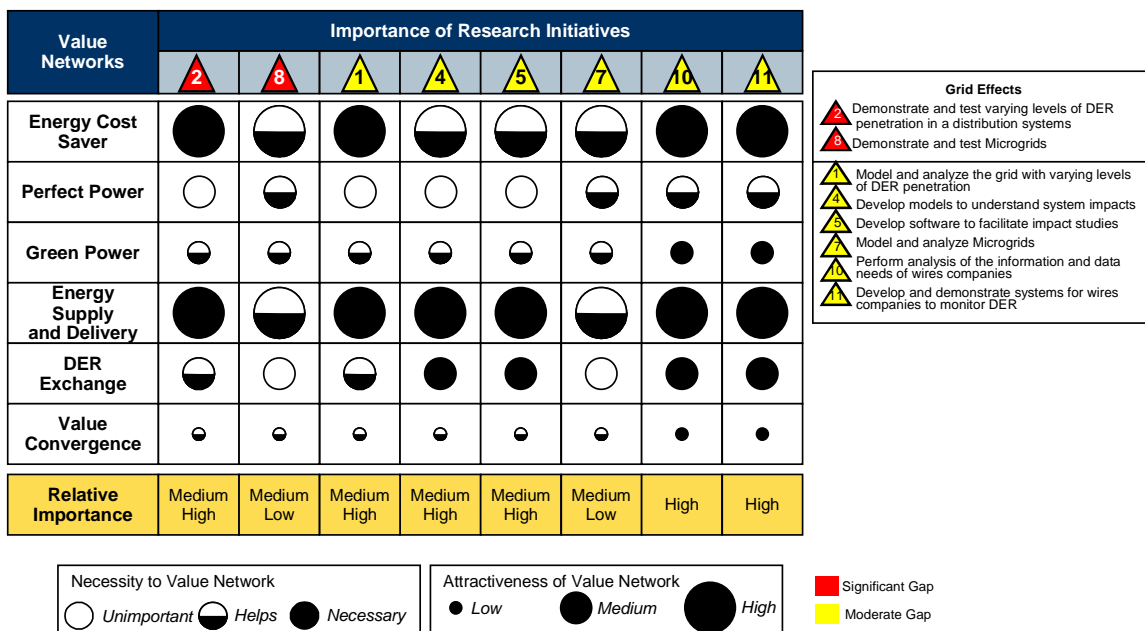 Value
Networks
Importance of Research Initiatives
2 8 1 4 5 7 10 11
Energy Cost
Saver
Perfect Power
Green Power
Energy
Supply
and Delivery
DER
Exchange
Value
Convergence
Relative
Importance
Medium
High
Medium
Low
Medium
High
Medium
High
Medium
High
Medium
Low
High
High
Grid Effects
2 Demonstrate and test varying levels of DER
penetration in a distribution systems
8 Demonstrate and test Microgrids
1 Model and analyze the grid with varying levels
of DER penetration
4 Develop models to understand system impacts
5 Develop software to facilitate impact studies
7 Model and analyze Microgrids
10 Perform analysis of the information and data
needs of wires companies
11 Develop and demonstrate systems for wires
companies to monitor DER
Necessity to Value Network
Unimportant Helps Necessary
Attractiveness of Value Network
Low Medium High
Significant Gap
Moderate Gap